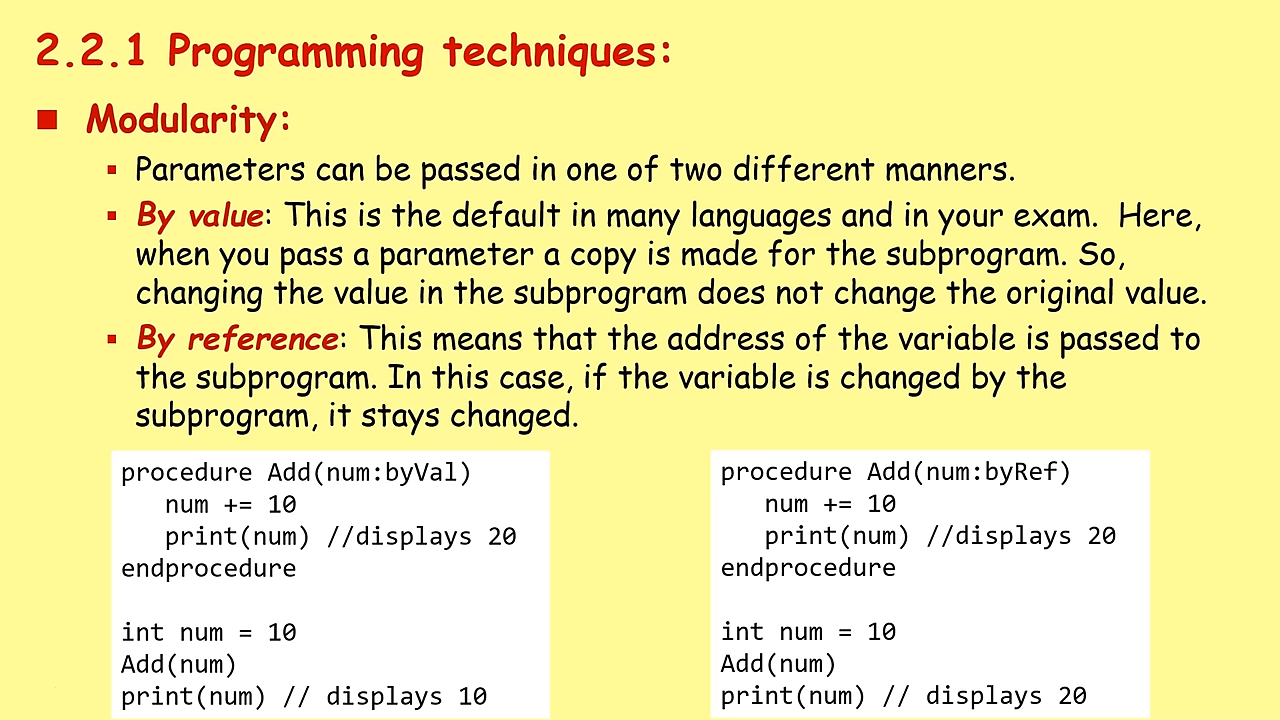 2.2.1 Programming techniques:
Modularity:
Parameters can be passed in one of two different manners.
By value: This is the default in many languages and in your exam. Here,
when you pass a parameter a copy is made for the subprogram. So,
changing the value in the subprogram does not change the original value.
By reference: This means that the address of the variable is passed to
the subprogram. In this case, if the variable is changed by the
subprogram, it stays changed.
procedure Add(num:byVal)
num += 10
print(num) //displays 20
endprocedure
int num = 10
Add(num)
print(num) // displays 10
procedure Add(num:byRef)
num += 10
print(num) //displays 20
endprocedure
int num = 10
Add(num)
print(num) // displays 20